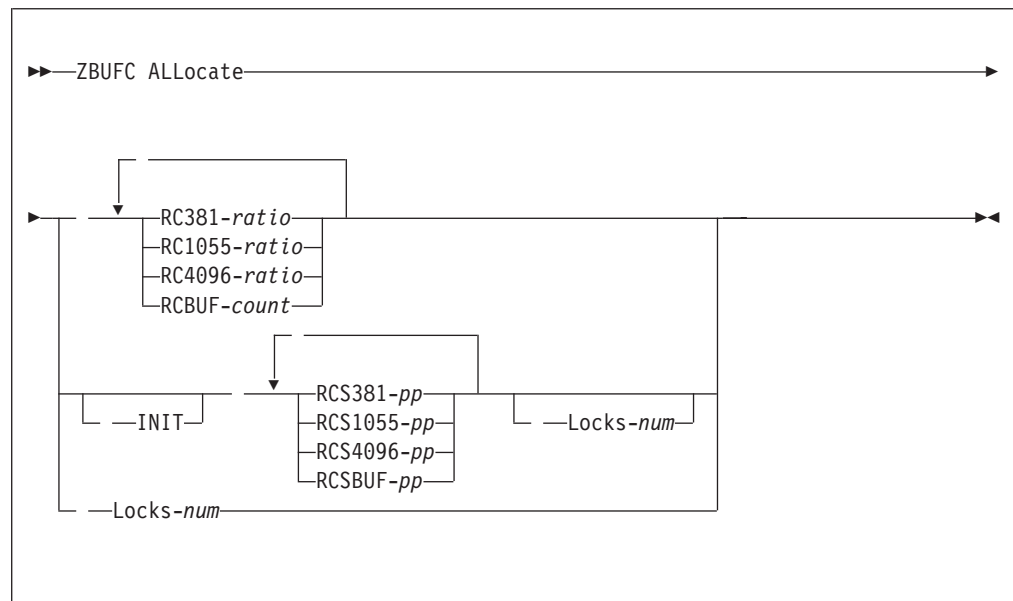 ZBUFC ALLocate
RC381-ratio
RC1055-ratio
RC4096-ratio
RCBUF-count
INIT
RCS381-pp
RCS1055-pp
RCS4096-pp
RCSBUF-pp
Locks-num
Locks-num